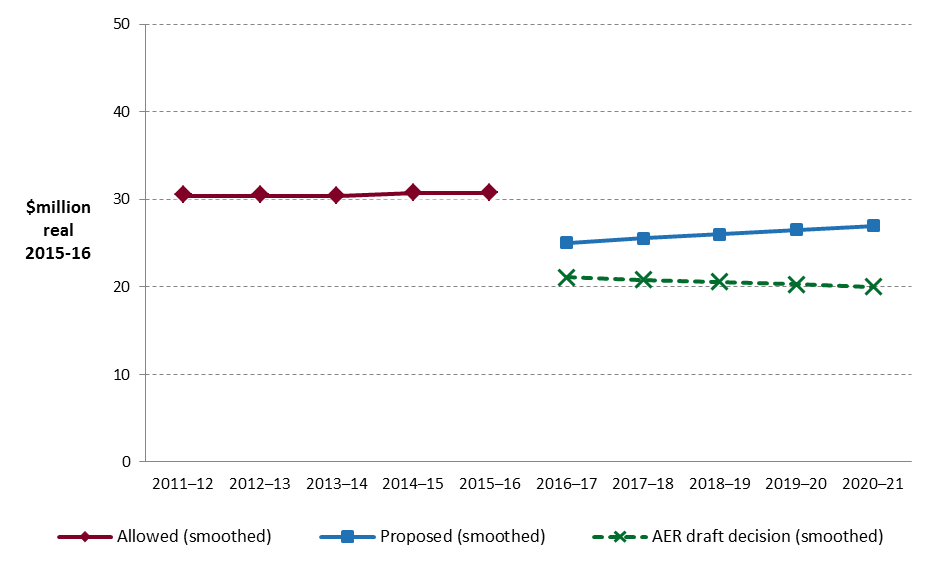 50
40
30
20
10
0
$million
real
2015-16
2011–12 2012–13 2013–14 2014–15 2015–16 2016–17 2017–18 2018–19 2019–20 2020–21
Allowed (smoothed) Proposed (smoothed) AER draft decision (smoothed)